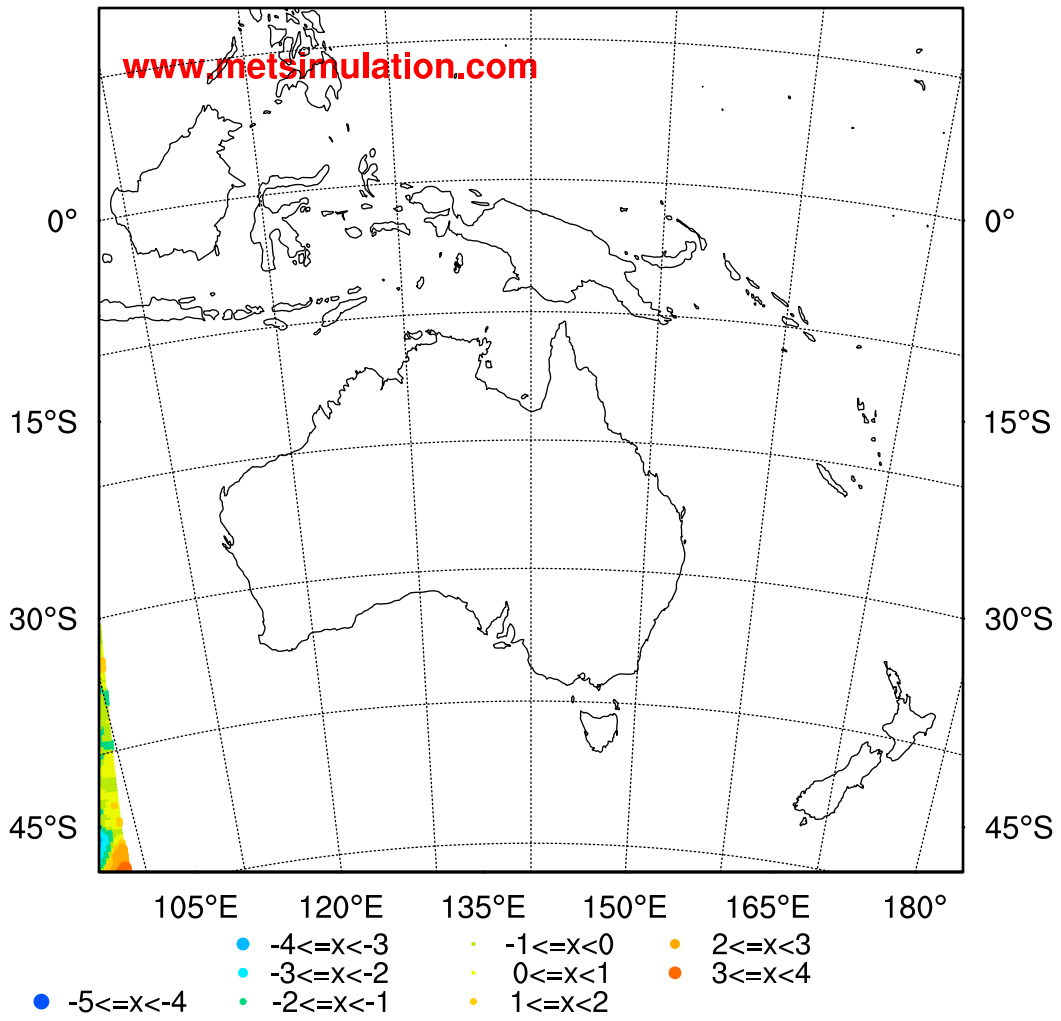 www.metsimulation.com
0° 0°
15°S 15°S
30°S 30°S
45°S 45°S
105°E 120°E 135°E 150°E 165°E 180°
-4<=x<-3 -1<=x<0 2<=x<3
-3<=x<-2 0<=x<1 3<=x<4
-5<=x<-4 -2<=x<-1 1<=x<2